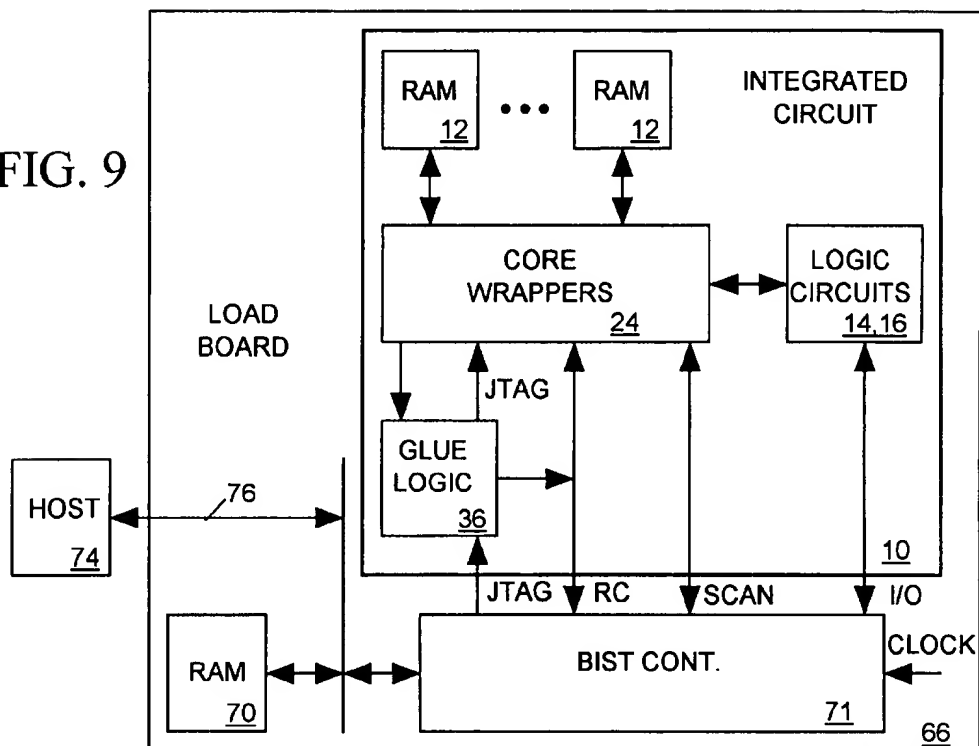 FIG. 9
RAM
12
RAM
12
INTEGRATED
CIRCUIT
CORE
WRAPPERS
24
LOGIC
CIRCUITS
14,16
LOAD
BOARD
JTAG
GLUE
LOGIC
36
HOST
74
76
10
JTAG
RC
SCAN
I/O
CLOCK
RAM
70
BIST CONT.
71
66